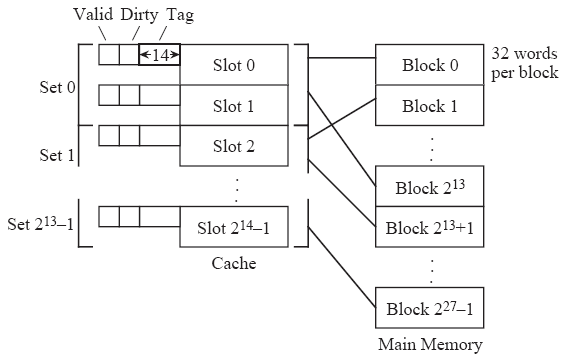 Valid Dirty Tag
14
Slot 0
Block 0
32 words
per block
Set 0
Slot 1
Block 1
Set 1
Slot 2
⋮
Block 2¹³
Set 2¹³–1
Slot 2¹⁴–1
Block 2¹³+1
Cache
⋮
Block 2²⁷–1
Main Memory